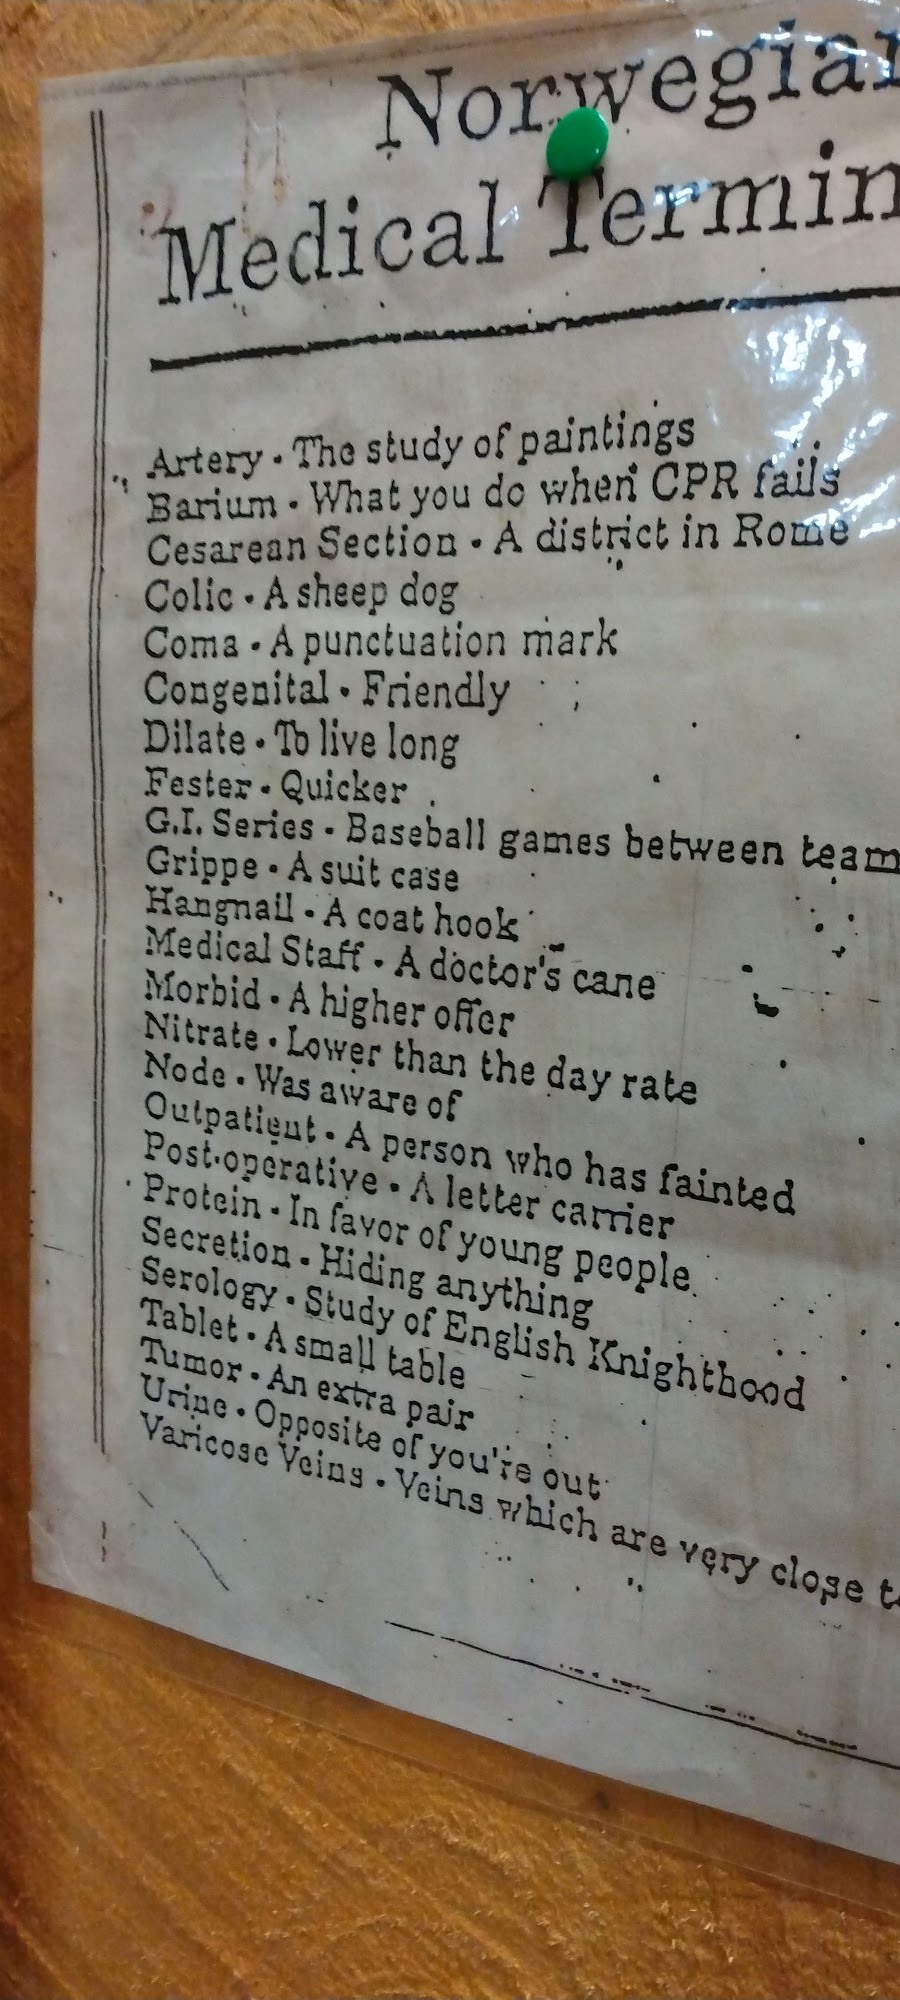 Norwegian
Medical Termin
Artery - The study of paintings
Barium - What you do when CPR fails
Cesarean Section - A district in Rome
Colic - A sheep dog
Coma - A punctuation mark
Congenital - Friendly
Dilate - To live long
Fester - Quicker
G.I. Series - Baseball games between team
Grippe - A suit case
Hangnail - A coat hook
Medical Staff - A doctor's cane
Morbid - A higher offer
Nitrate - Lower than the day rate
Node - Was aware of
Outpatient - A person who has fainted
Post-operative - A letter carrier
Protein - In favor of young people
Secretion - Hiding anything
Serology - Study of English Knighthood
Tablet - A small table
Tumor - An extra pair
Urine - Opposite of you're out
Varicose Veins - Veins which are very close